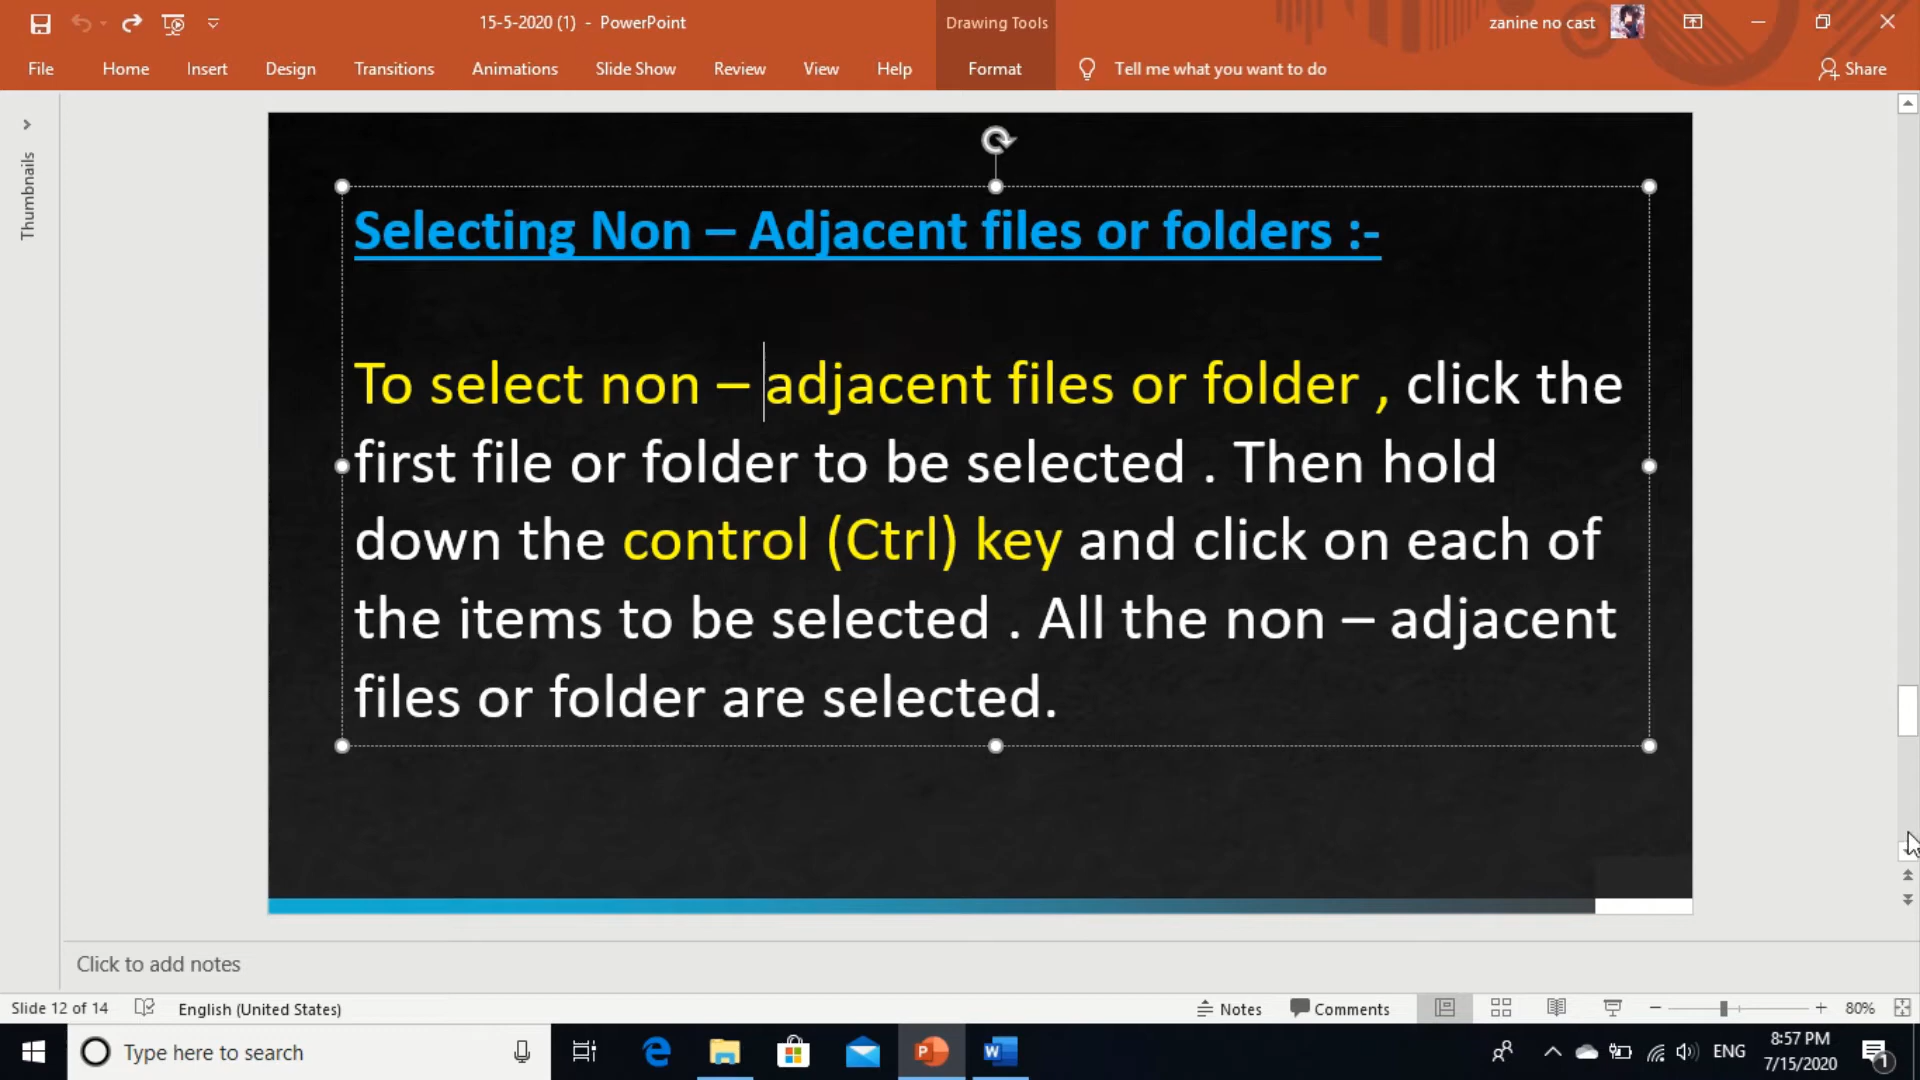 15-5-2020 (1) - PowerPoint
Drawing Tools
zanine no cast
File Home Insert Design Transitions Animations Slide Show Review View Help Format Tell me what you want to do Share
Thumbnails
Selecting Non – Adjacent files or folders :-
To select non – adjacent files or folder , click the
first file or folder to be selected . Then hold
down the control (Ctrl) key and click on each of
the items to be selected . All the non – adjacent
files or folder are selected.
Click to add notes
Slide 12 of 14 English (United States) Notes Comments 80%
Type here to search
ENG
8:57 PM
7/15/2020
1